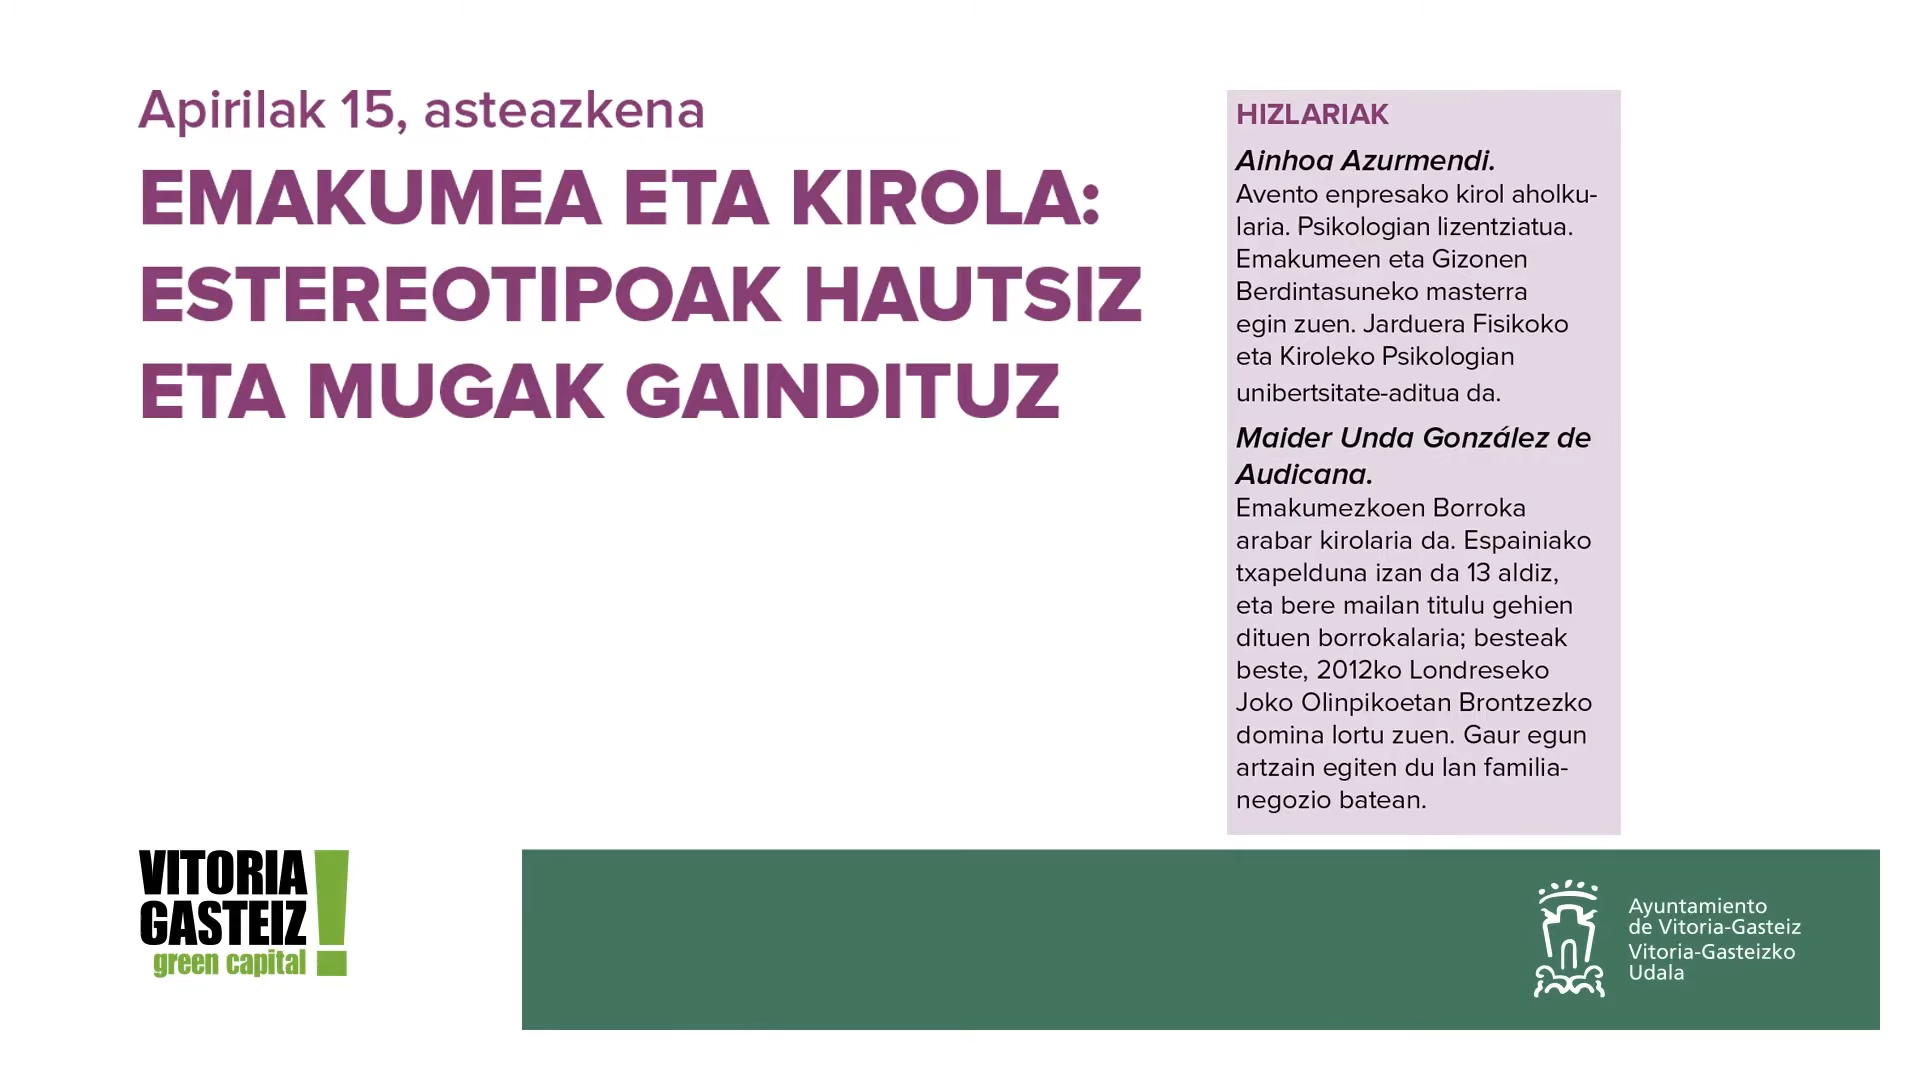 Apirilak 15, asteazkena
EMAKUMEA ETA KIROLA:
ESTEREOTIPOAK HAUTSIZ
ETA MUGAK GAINDITUZ
HIZLARIAK
Ainhoa Azurmendi.
Avento enpresako kirol aholku-
laria. Psikologian lizentziatua.
Emakumeen eta Gizonen
Berdintasuneko masterra
egin zuen. Jarduera Fisikoko
eta Kiroleko Psikologian
unibertsitate-aditua da.
Maider Unda González de
Audicana.
Emakumezkoen Borroka
arabar kirolaria da. Espainiako
txapelduna izan da 13 aldiz,
eta bere mailan titulu gehien
dituen borrokalaria; besteak
beste, 2012ko Londreseko
Joko Olinpikoetan Brontzezko
domina lortu zuen. Gaur egun
artzain egiten du lan familia-
negozio batean.
VITORIA
GASTEIZ
green capital
Ayuntamiento
de Vitoria-Gasteiz
Vitoria-Gasteizko
Udala